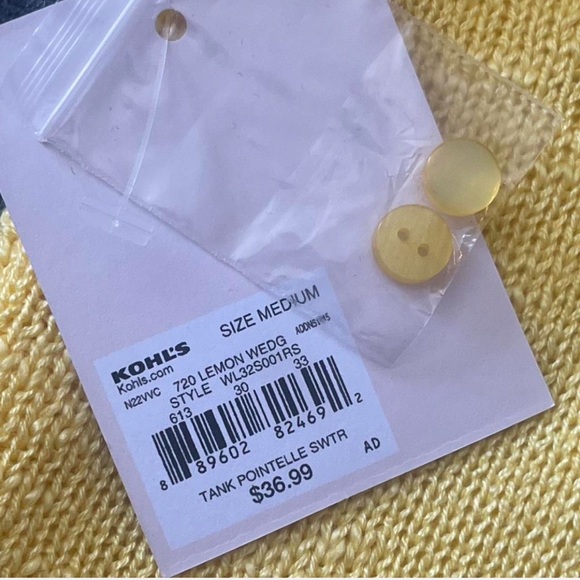 SIZE MEDIUM
KOHL'S
Kohls.com
N22VVC 720 LEMON WEDG
STYLE WL32S001RS
613 30 33
8 89602 82469 2
TANK POINTELLE SWTR
$36.99 AD